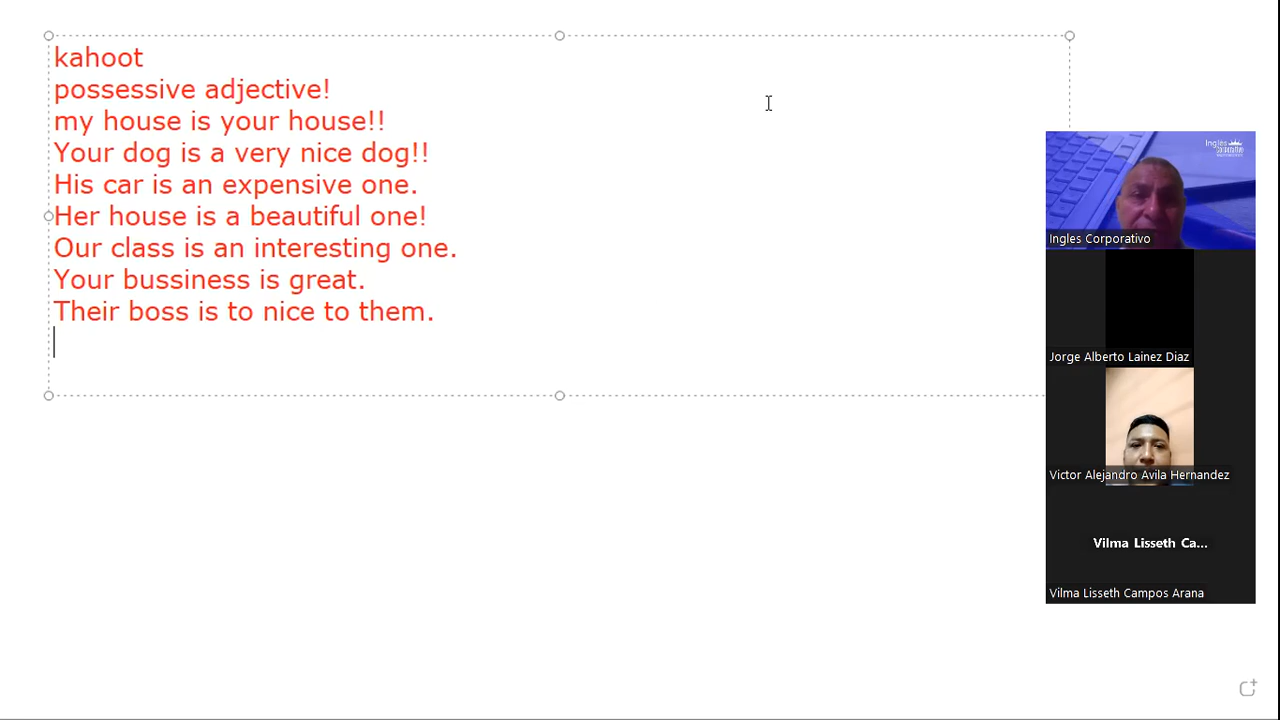 kahoot
possessive adjective!
my house is your house!!
Your dog is a very nice dog!!
His car is an expensive one.
Her house is a beautiful one!
Our class is an interesting one.
Your bussiness is great.
Their boss is to nice to them.
Ingles Corporativo
Jorge Alberto Lainez Diaz
Victor Alejandro Avila Hernandez
Vilma Lisseth Ca...
Vilma Lisseth Campos Arana